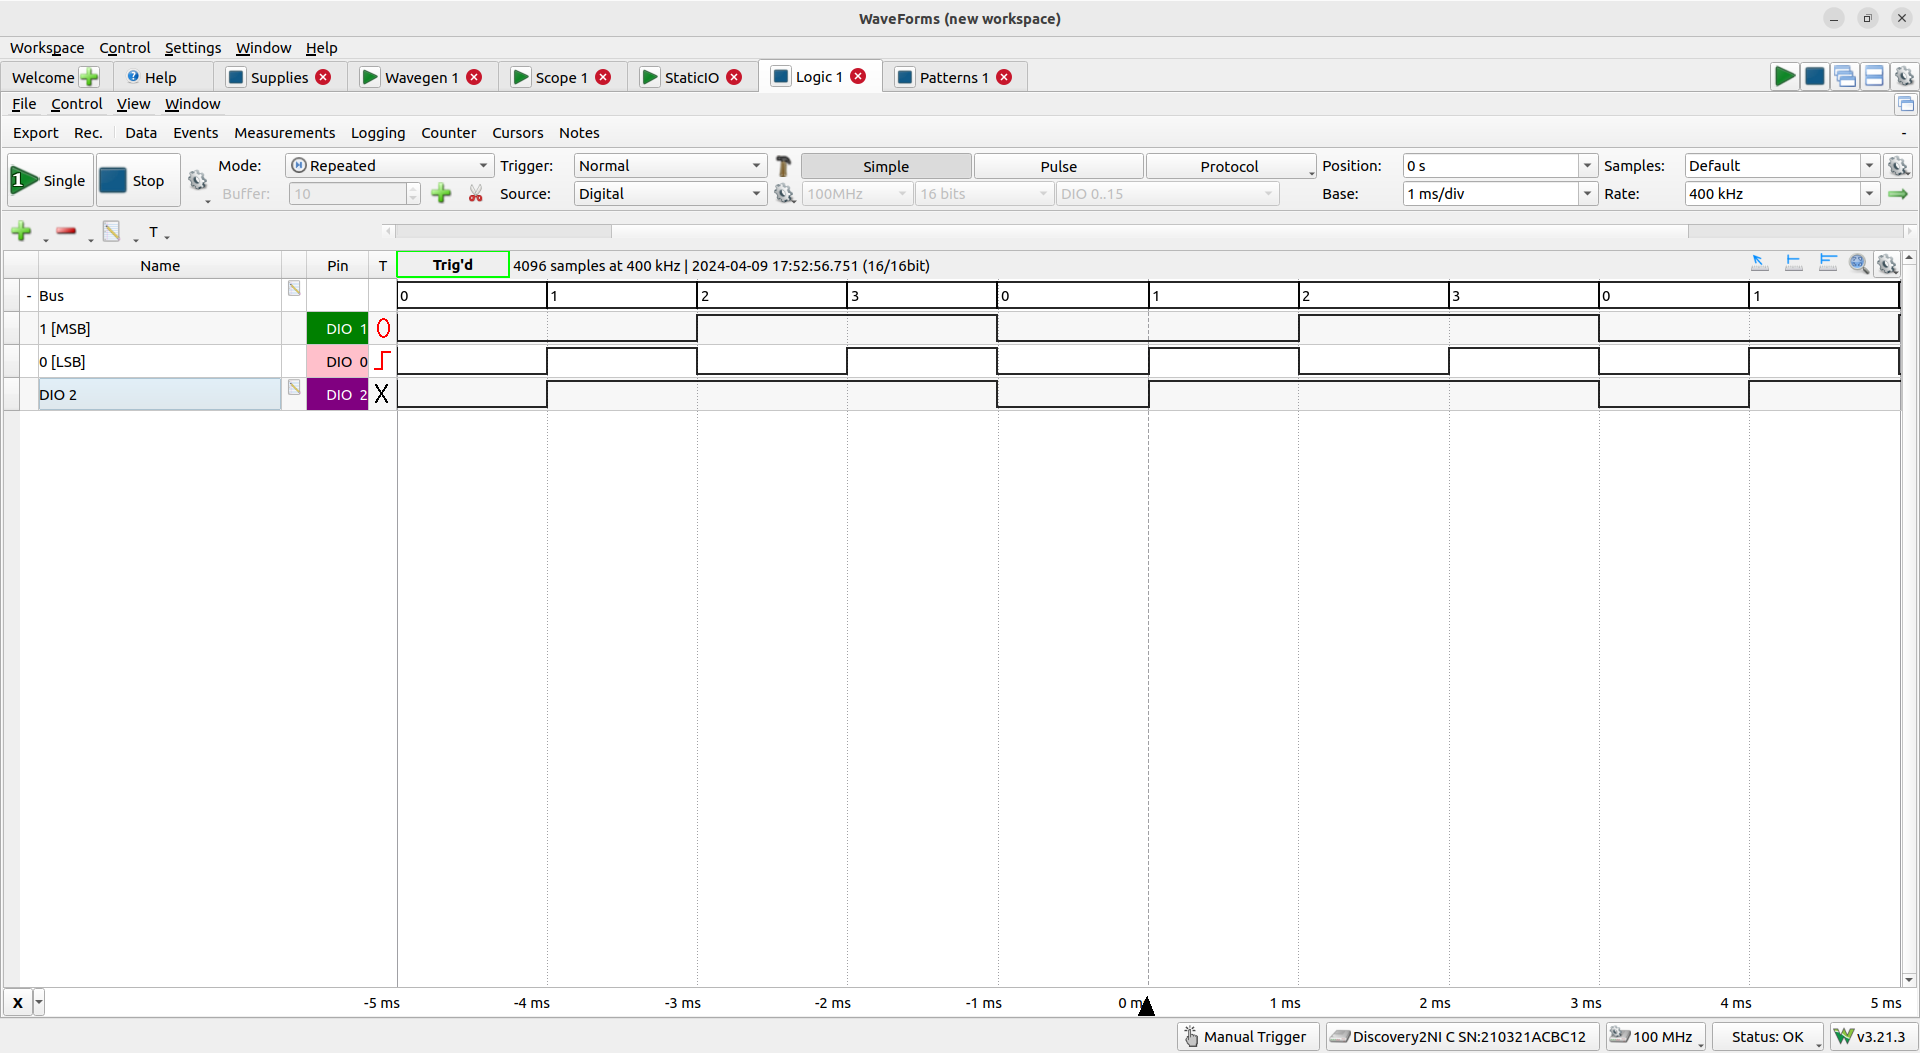 WaveForms (new workspace)
Workspace Control Settings Window Help
Welcome Help Supplies Wavegen 1 Scope 1 StaticIO Logic 1 Patterns 1
File Control View Window
Export Rec. Data Events Measurements Logging Counter Cursors Notes -
1 Single Stop Mode: Repeated Trigger: Normal Simple Pulse Protocol Position: 0 s Samples: Default
Buffer: 10 Source: Digital 100MHz 16 bits DIO 0..15 Base: 1 ms/div Rate: 400 kHz
T
Name Pin T Trig'd 4096 samples at 400 kHz | 2024-04-09 17:52:56.751 (16/16bit)
- Bus 0 1 2 3 0 1 2 3 0 1
1 [MSB] DIO 1 0
0 [LSB] DIO 0
DIO 2 DIO 2 X
X -5 ms -4 ms -3 ms -2 ms -1 ms 0 m 1 ms 2 ms 3 ms 4 ms 5 ms
Manual Trigger Discovery2NI C SN:210321ACBC12 100 MHz Status: OK v3.21.3